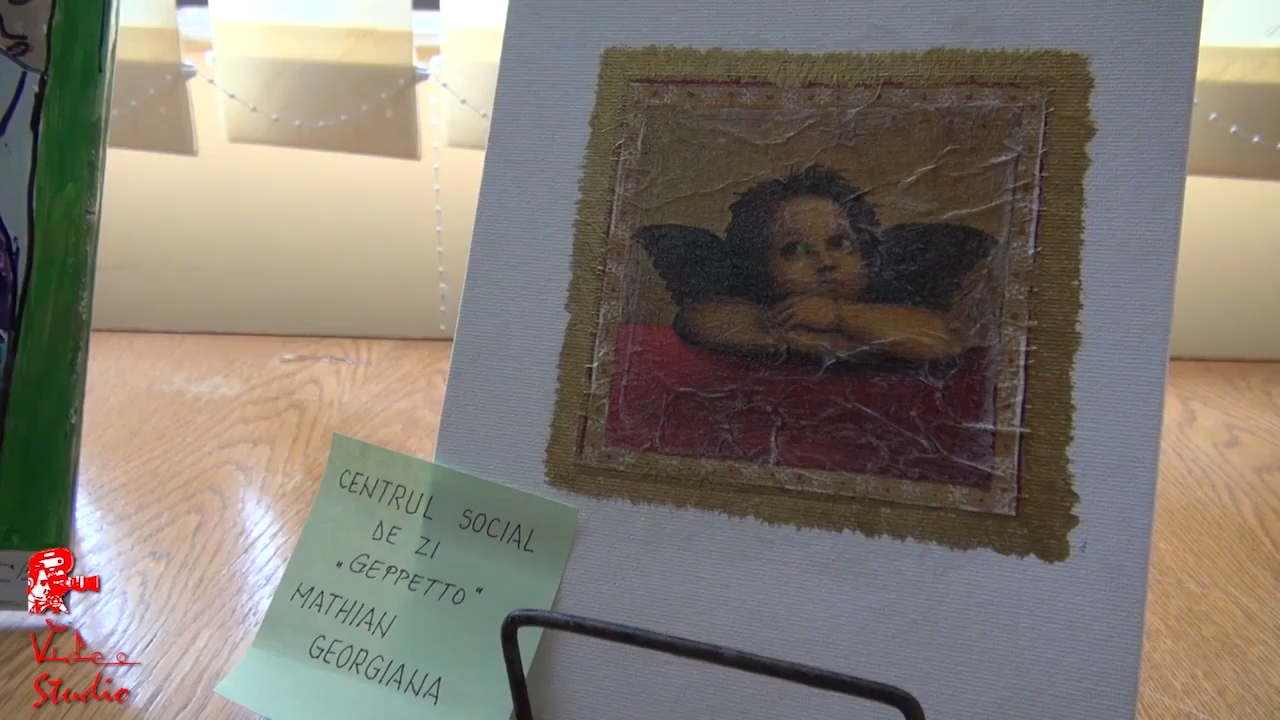 CENTRUL SOCIAL
DE ZI
"GEPPETTO"
MATHIAN
GEORGIANA
Video
Studio